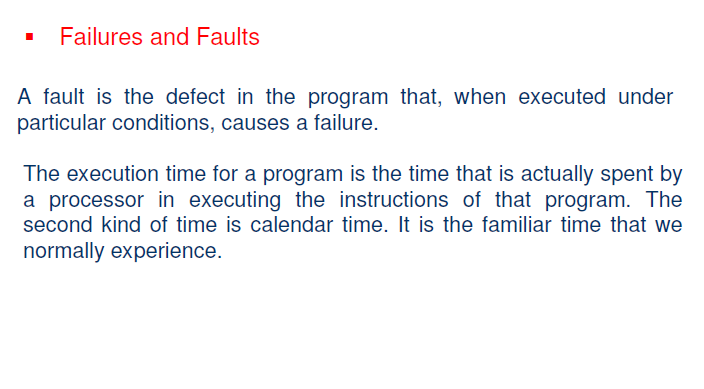 ▪ Failures and Faults
A fault is the defect in the program that, when executed under
particular conditions, causes a failure.
The execution time for a program is the time that is actually spent by
a processor in executing the instructions of that program. The
second kind of time is calendar time. It is the familiar time that we
normally experience.